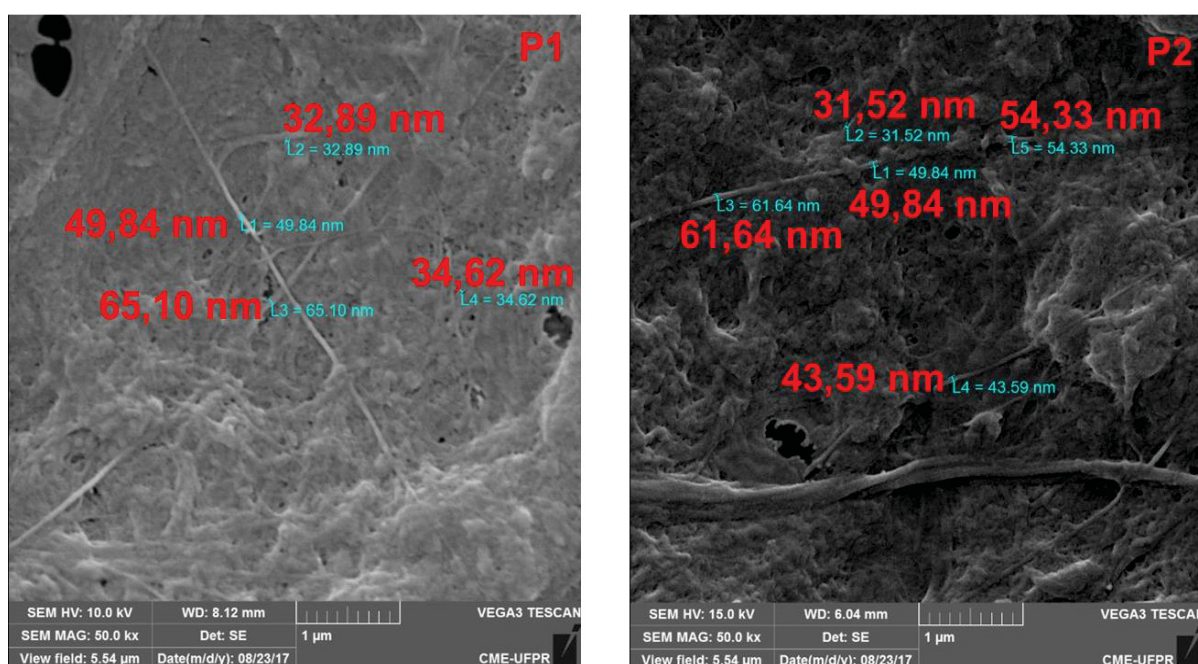 P1
32,89 nm
L2 = 32.89 nm
49,84 nm
L1 = 49.84 nm
34,62 nm
L4 = 34.62 nm
65,10 nm
L3 = 65.10 nm
SEM HV: 10.0 kV WD: 8.12 mm VEGA3 TESCAN
SEM MAG: 50.0 kx Det: SE 1 µm
View field: 5.54 µm Date(m/d/y): 08/23/17 CME-UFPR
P2
31,52 nm
54,33 nm
L2 = 31.52 nm
L5 = 54.33 nm
L1 = 49.84 nm
L3 = 61.64 nm
49,84 nm
61,64 nm
43,59 nm
L4 = 43.59 nm
SEM HV: 15.0 kV WD: 6.04 mm VEGA3 TESCA
SEM MAG: 50.0 kx Det: SE 1 µm
View field: 5.54 µm Date(m/d/y): 08/23/17 CME-UFPR